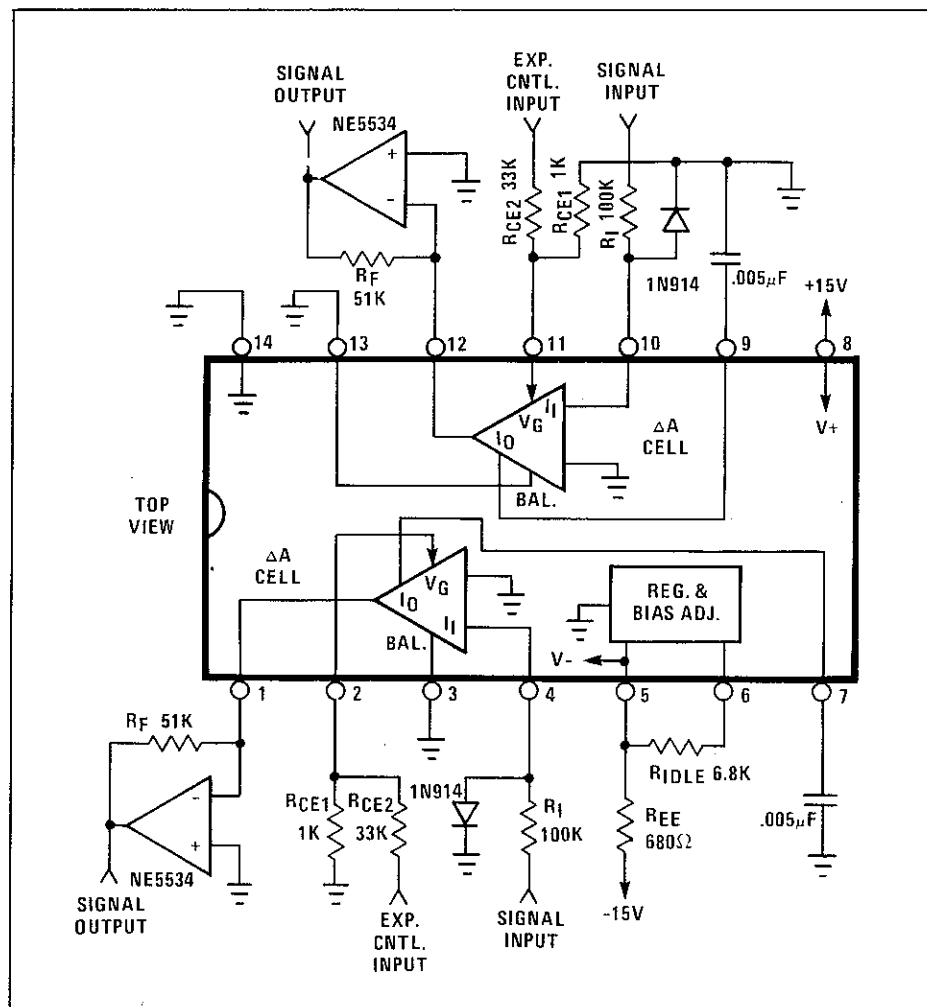 SIGNAL
OUTPUT
NE5534
EXP.
CNTL.
INPUT
SIGNAL
INPUT
+
-
RF
51K
RCE2 33K
RCE1 1K
RI 100K
1N914
.005μF
+15V
14
13
12
11
10
9
8
VG
II
IO
BAL.
ΔA
CELL
V+
TOP
VIEW
ΔA
CELL
VG
IO
II
BAL.
REG. &
BIAS ADJ.
V-
1
2
3
4
5
6
7
RF 51K
-
+
NE5534
SIGNAL
OUTPUT
RCE1
1K
RCE2
33K
EXP.
CNTL.
INPUT
1N914
RI
100K
SIGNAL
INPUT
RIDLE 6.8K
REE
680Ω
-15V
.005μF